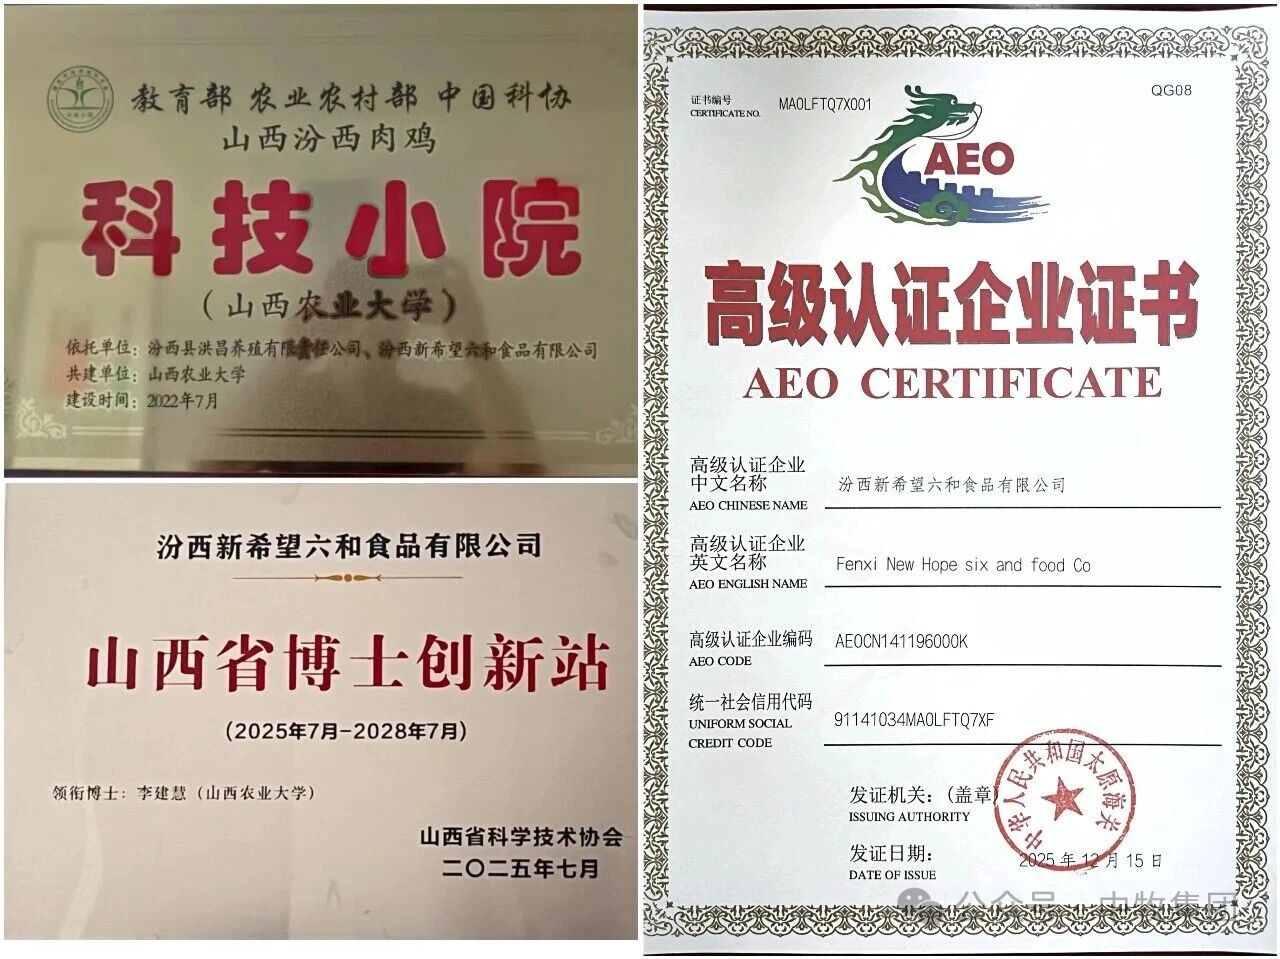 教育部 农业农村部 中国科协
山西汾西肉鸡
科技小院
（山西农业大学）
依托单位：汾西县洪昌养殖有限责任公司、汾西新希望六和食品有限公司
共建单位：山西农业大学
建设时间：2022年7月
汾西新希望六和食品有限公司
山西省博士创新站
(2025年7月-2028年7月)
领衔博士：李建慧（山西农业大学）
山西省科学技术协会
二〇二五年七月
证书编号
CERTIFICATE NO.
MA0LFTQ7X001
QG08
AEO
高级认证企业证书
AEO CERTIFICATE
高级认证企业
中文名称
AEO CHINESE NAME
汾西新希望六和食品有限公司
高级认证企业
英文名称
AEO ENGLISH NAME
Fenxi New Hope six and food Co
高级认证企业编码
AEO CODE
AEOCN141196000K
统一社会信用代码
UNIFORM SOCIAL
CREDIT CODE
91141034MA0LFTQ7XF
发证机关：(盖章)
ISSUING AUTHORITY
中华人民共和国太原海关
发证日期：
DATE OF ISSUE
2025 年 12 月 15 日
公众号 · 中牧集团